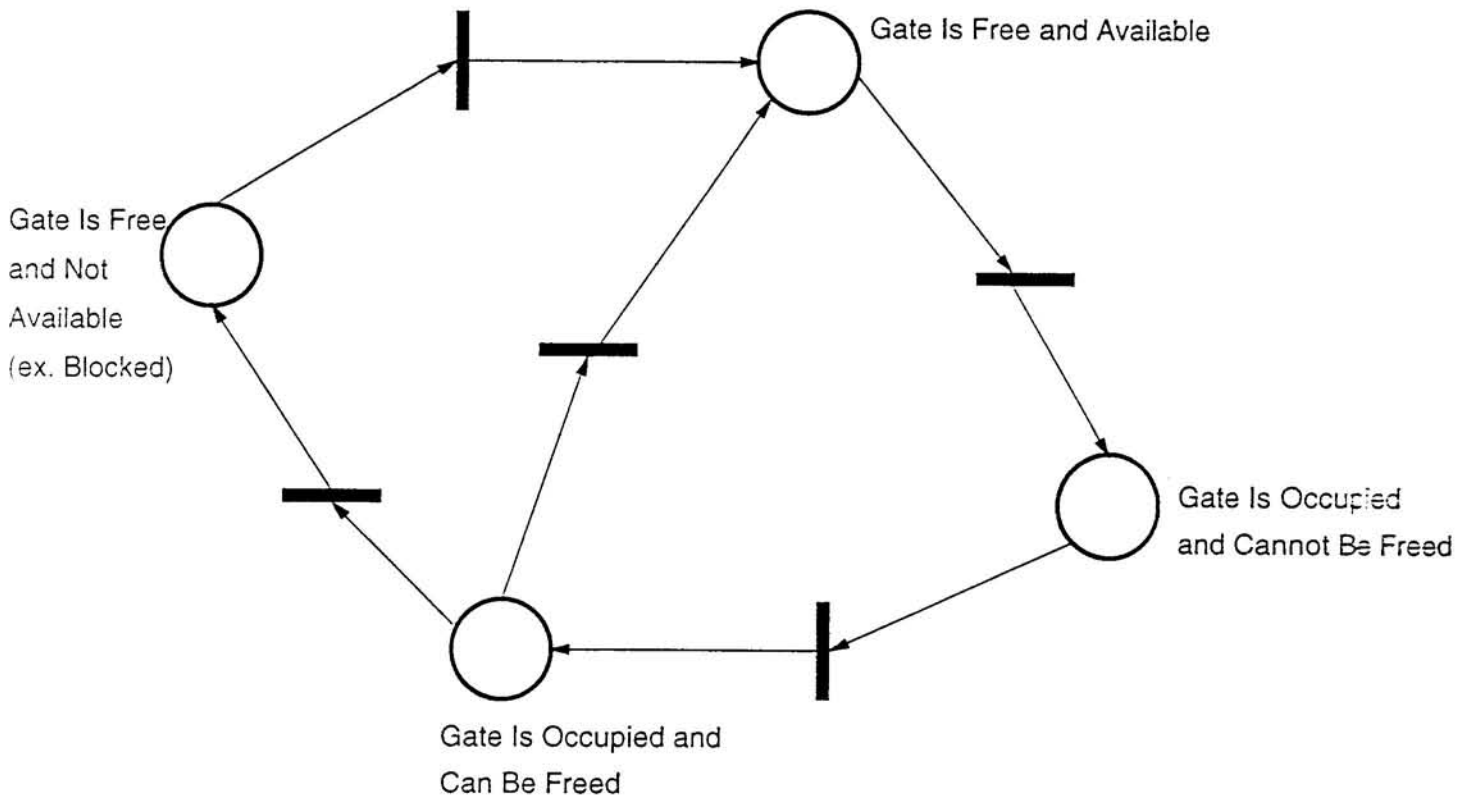 Gate Is Free and Available
Gate Is Free
and Not
Available
(ex. Blocked)
Gate Is Occupied
and Cannot Be Freed
Gate Is Occupied and
Can Be Freed